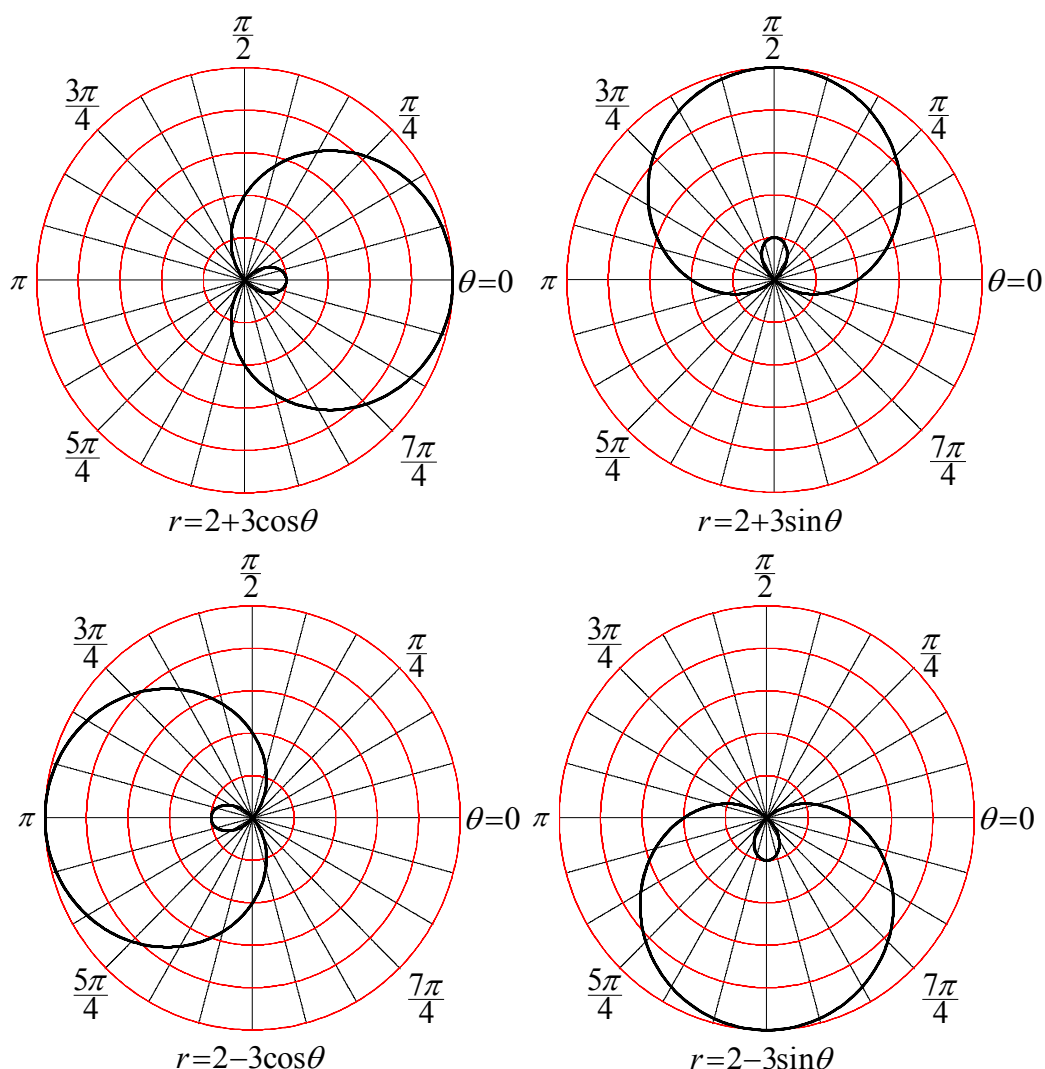 π/2 π/2
3π/4 π/4 3π/4 π/4
π θ=0 π θ=0
5π/4 7π/4 5π/4 7π/4
r=2+3cosθ r=2+3sinθ
π/2 π/2
3π/4 π/4 3π/4 π/4
π θ=0 π θ=0
5π/4 7π/4 5π/4 7π/4
r=2−3cosθ r=2−3sinθ